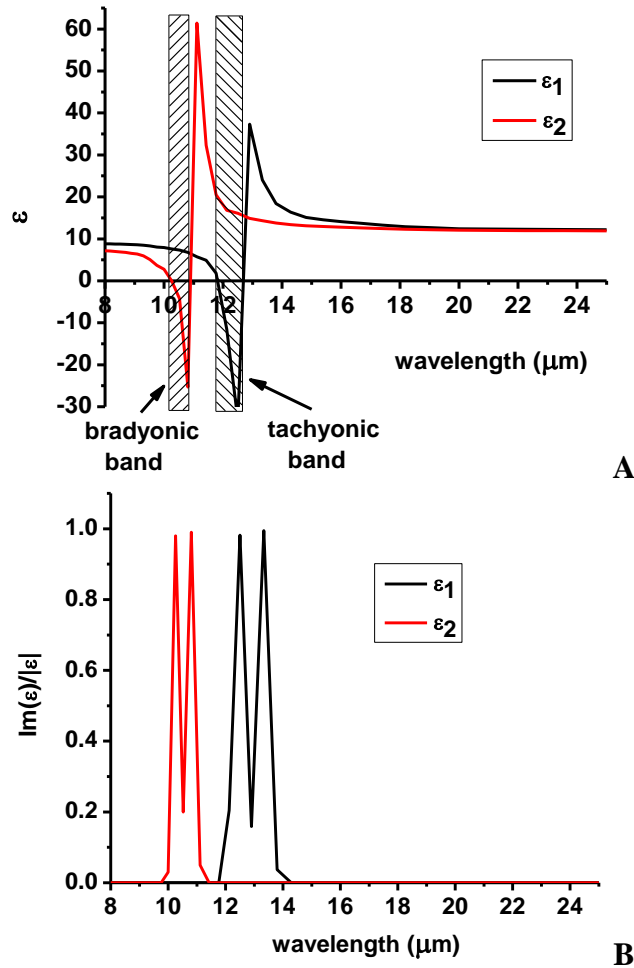 60
50
40
30
20
10
0
-10
-20
-30
ε
8 10 12 14 16 18 20 22 24
wavelength (μm)
ε1
ε2
bradyonic
band
tachyonic
band
A
1.0
0.8
0.6
0.4
0.2
0.0
Im(ε)/|ε|
8 10 12 14 16 18 20 22 24
wavelength (μm)
ε1
ε2
B